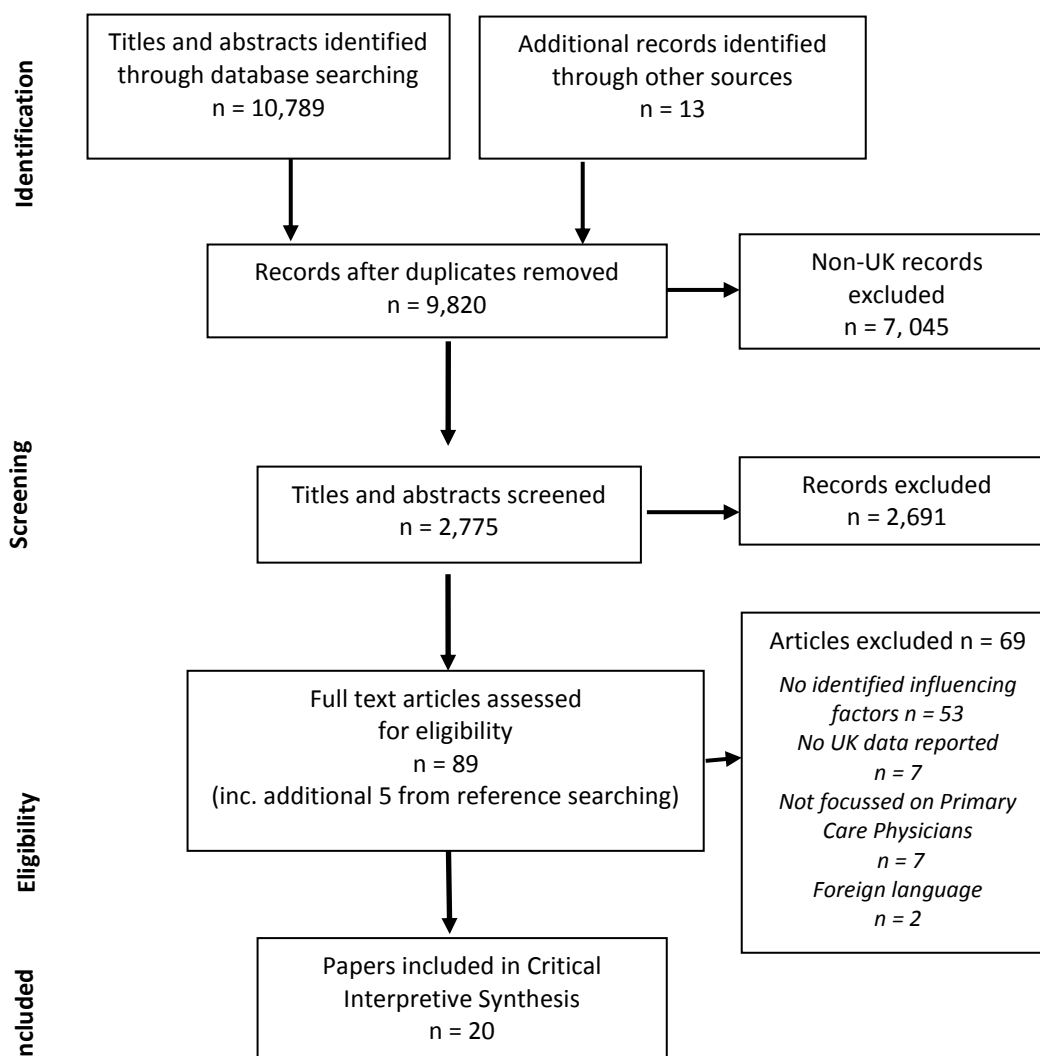 Identification
Titles and abstracts identified
through database searching
n = 10,789
Additional records identified
through other sources
n = 13
Records after duplicates removed
n = 9,820
Non-UK records
excluded
n = 7, 045
Screening
Titles and abstracts screened
n = 2,775
Records excluded
n = 2,691
Eligibility
Full text articles assessed
for eligibility
n = 89
(inc. additional 5 from reference searching)
Articles excluded n = 69
No identified influencing
factors n = 53
No UK data reported
n = 7
Not focussed on Primary
Care Physicians
n = 7
Foreign language
n = 2
ncluded
Papers included in Critical
Interpretive Synthesis
n = 20